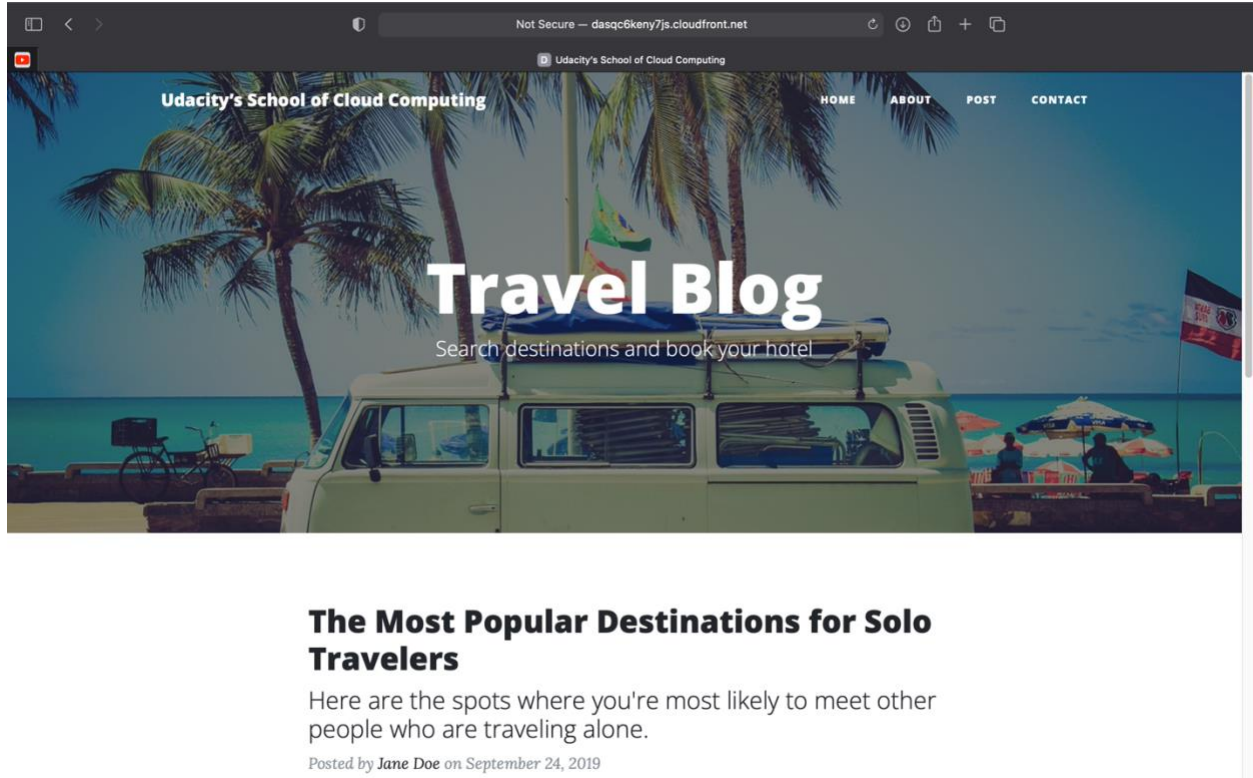 Not Secure — dasqc6keny7js.cloudfront.net
D Udacity's School of Cloud Computing
Udacity's School of Cloud Computing HOME ABOUT POST CONTACT
Travel Blog
Search destinations and book your hotel
VISA VISA
The Most Popular Destinations for Solo
Travelers
Here are the spots where you're most likely to meet other
people who are traveling alone.
Posted by Jane Doe on September 24, 2019